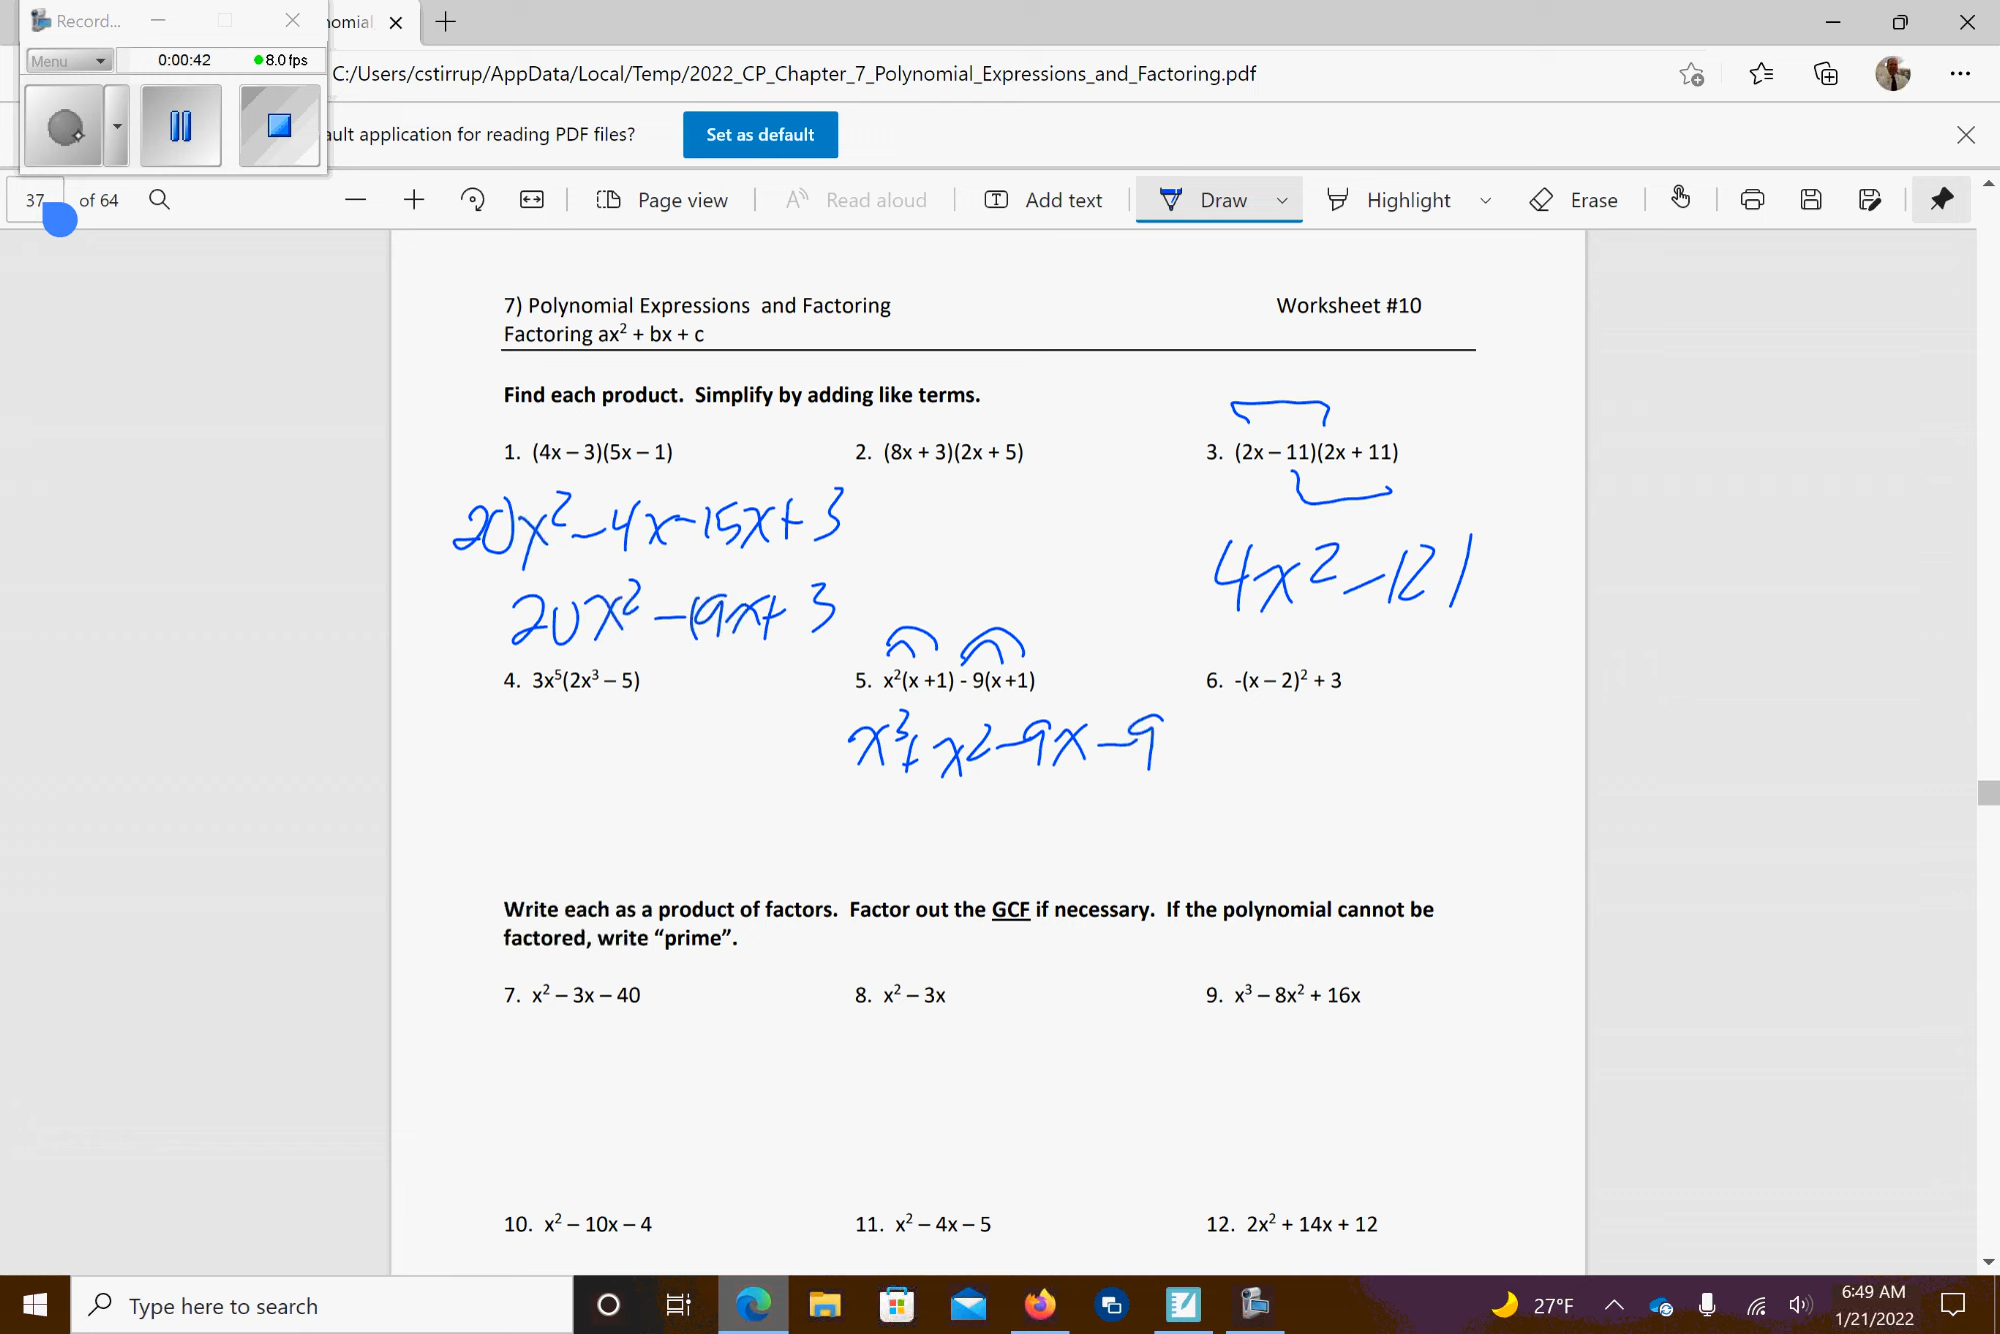 Record...
nomial
Menu
0:00:42
8.0 fps
C:/Users/cstirrup/AppData/Local/Temp/2022_CP_Chapter_7_Polynomial_Expressions_and_Factoring.pdf
ault application for reading PDF files?
Set as default
37 of 64
Page view
Read aloud
Add text
Draw
Highlight
Erase
7) Polynomial Expressions and Factoring
Worksheet #10
Factoring ax² + bx + c
Find each product. Simplify by adding like terms.
1. (4x – 3)(5x – 1)
2. (8x + 3)(2x + 5)
3. (2x – 11)(2x + 11)
20x² – 4x – 15x + 3
4x² – 121
20x² – 19x + 3
4. 3x⁵(2x³ – 5)
5. x²(x +1) - 9(x +1)
6. -(x – 2)² + 3
x³ + x² – 9x – 9
Write each as a product of factors. Factor out the GCF if necessary. If the polynomial cannot be
factored, write “prime”.
7. x² – 3x – 40
8. x² – 3x
9. x³ – 8x² + 16x
10. x² – 10x – 4
11. x² – 4x – 5
12. 2x² + 14x + 12
Type here to search
27°F
6:49 AM
1/21/2022